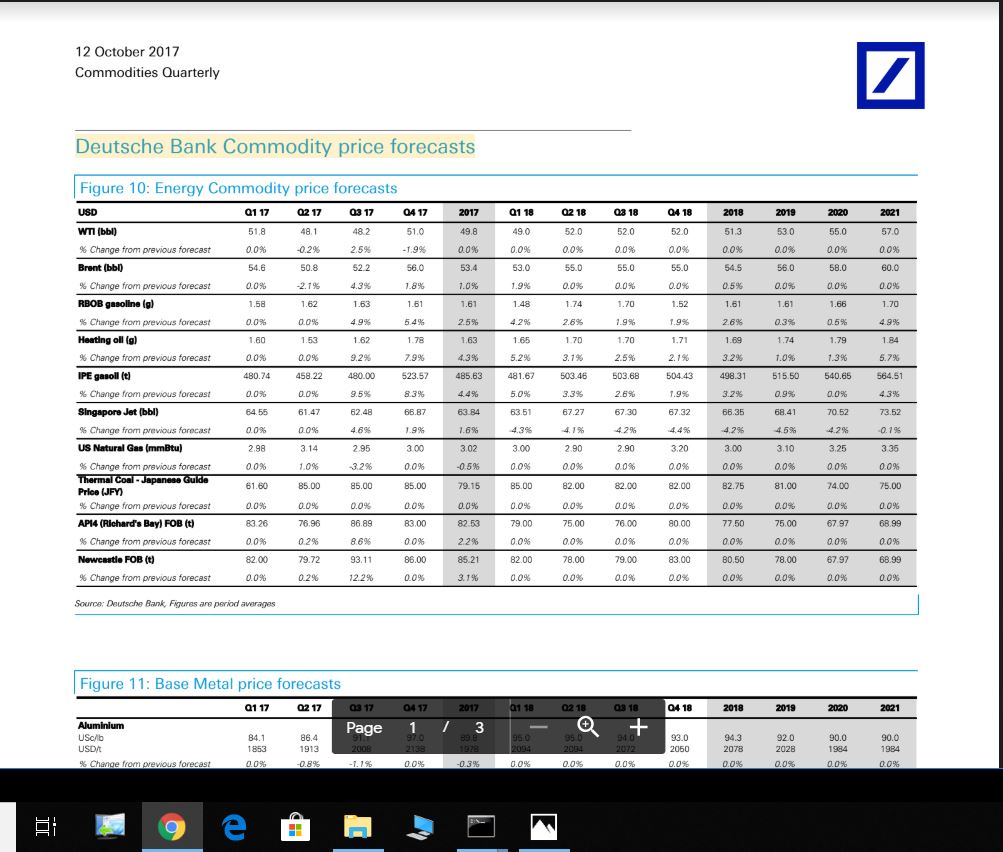 12 October 2017
Commodities Quarterly
Deutsche Bank Commodity price forecasts
Figure 10: Energy Commodity price forecasts
USD Q1 17 Q2 17 Q3 17 Q4 17 2017 Q1 18 Q2 18 Q3 18 Q4 18 2018 2019 2020 2021
WTI (bbl) 51.8 48.1 48.2 51.0 49.8 49.0 52.0 52.0 52.0 51.3 53.0 55.0 57.0
% Change from previous forecast 0.0% -0.2% 2.5% -1.9% 0.0% 0.0% 0.0% 0.0% 0.0% 0.0% 0.0% 0.0% 0.0%
Brent (bbl) 54.6 50.8 52.2 56.0 53.4 53.0 55.0 55.0 55.0 54.5 56.0 58.0 60.0
% Change from previous forecast 0.0% -2.1% 4.3% 1.8% 1.0% 1.9% 0.0% 0.0% 0.0% 0.5% 0.0% 0.0% 0.0%
RBOB gasoline (g) 1.58 1.62 1.63 1.61 1.61 1.48 1.74 1.70 1.52 1.61 1.61 1.66 1.70
% Change from previous forecast 0.0% 0.0% 4.9% 5.4% 2.5% 4.2% 2.6% 1.9% 1.9% 2.6% 0.3% 0.5% 4.9%
Heating oil (g) 1.60 1.53 1.62 1.78 1.63 1.65 1.70 1.70 1.71 1.69 1.74 1.79 1.84
% Change from previous forecast 0.0% 0.0% 9.2% 7.9% 4.3% 5.2% 3.1% 2.5% 2.1% 3.2% 1.0% 1.3% 5.7%
IPE gasoil (t) 480.74 458.22 480.00 523.57 485.63 481.67 503.46 503.68 504.43 498.31 515.50 540.65 564.51
% Change from previous forecast 0.0% 0.0% 9.5% 8.3% 4.4% 5.0% 3.3% 2.6% 1.9% 3.2% 0.9% 0.0% 4.3%
Singapore Jet (bbl) 64.55 61.47 62.48 66.87 63.84 63.51 67.27 67.30 67.32 66.35 68.41 70.52 73.52
% Change from previous forecast 0.0% 0.0% 4.6% 1.9% 1.6% -4.3% -4.1% -4.2% -4.4% -4.2% -4.5% -4.2% -0.1%
US Natural Gas (mmBtu) 2.98 3.14 2.95 3.00 3.02 3.00 2.90 2.90 3.20 3.00 3.10 3.25 3.35
% Change from previous forecast 0.0% 1.0% -3.2% 0.0% -0.5% 0.0% 0.0% 0.0% 0.0% 0.0% 0.0% 0.0% 0.0%
Thermal Coal - Japanese Guide
Price (JFY) 61.60 85.00 85.00 85.00 79.15 85.00 82.00 82.00 82.00 82.75 81.00 74.00 75.00
% Change from previous forecast 0.0% 0.0% 0.0% 0.0% 0.0% 0.0% 0.0% 0.0% 0.0% 0.0% 0.0% 0.0% 0.0%
API4 (Richard's Bay) FOB (t) 83.26 76.96 86.89 83.00 82.53 79.00 75.00 76.00 80.00 77.50 75.00 67.97 68.99
% Change from previous forecast 0.0% 0.2% 8.6% 0.0% 2.2% 0.0% 0.0% 0.0% 0.0% 0.0% 0.0% 0.0% 0.0%
Newcastle FOB (t) 82.00 79.72 93.11 86.00 85.21 82.00 78.00 79.00 83.00 80.50 78.00 67.97 68.99
% Change from previous forecast 0.0% 0.2% 12.2% 0.0% 3.1% 0.0% 0.0% 0.0% 0.0% 0.0% 0.0% 0.0% 0.0%
Source: Deutsche Bank, Figures are period averages
Figure 11: Base Metal price forecasts
Q1 17 Q2 17 Q3 17 Q4 17 2017 Q1 18 Q2 18 Q3 18 Q4 18 2018 2019 2020 2021
Page 1 / 3
Aluminium
USc/lb 84.1 86.4 97.0 89.8 95.0 95.0 94.0 93.0 94.3 92.0 90.0 90.0
USD/t 1853 1913 2008 2138 1978 2094 2094 2072 2050 2078 2028 1984 1984
% Change from previous forecast 0.0% -0.8% -1.1% 0.0% -0.3% 0.0% 0.0% 0.0% 0.0% 0.0% 0.0% 0.0% 0.0%